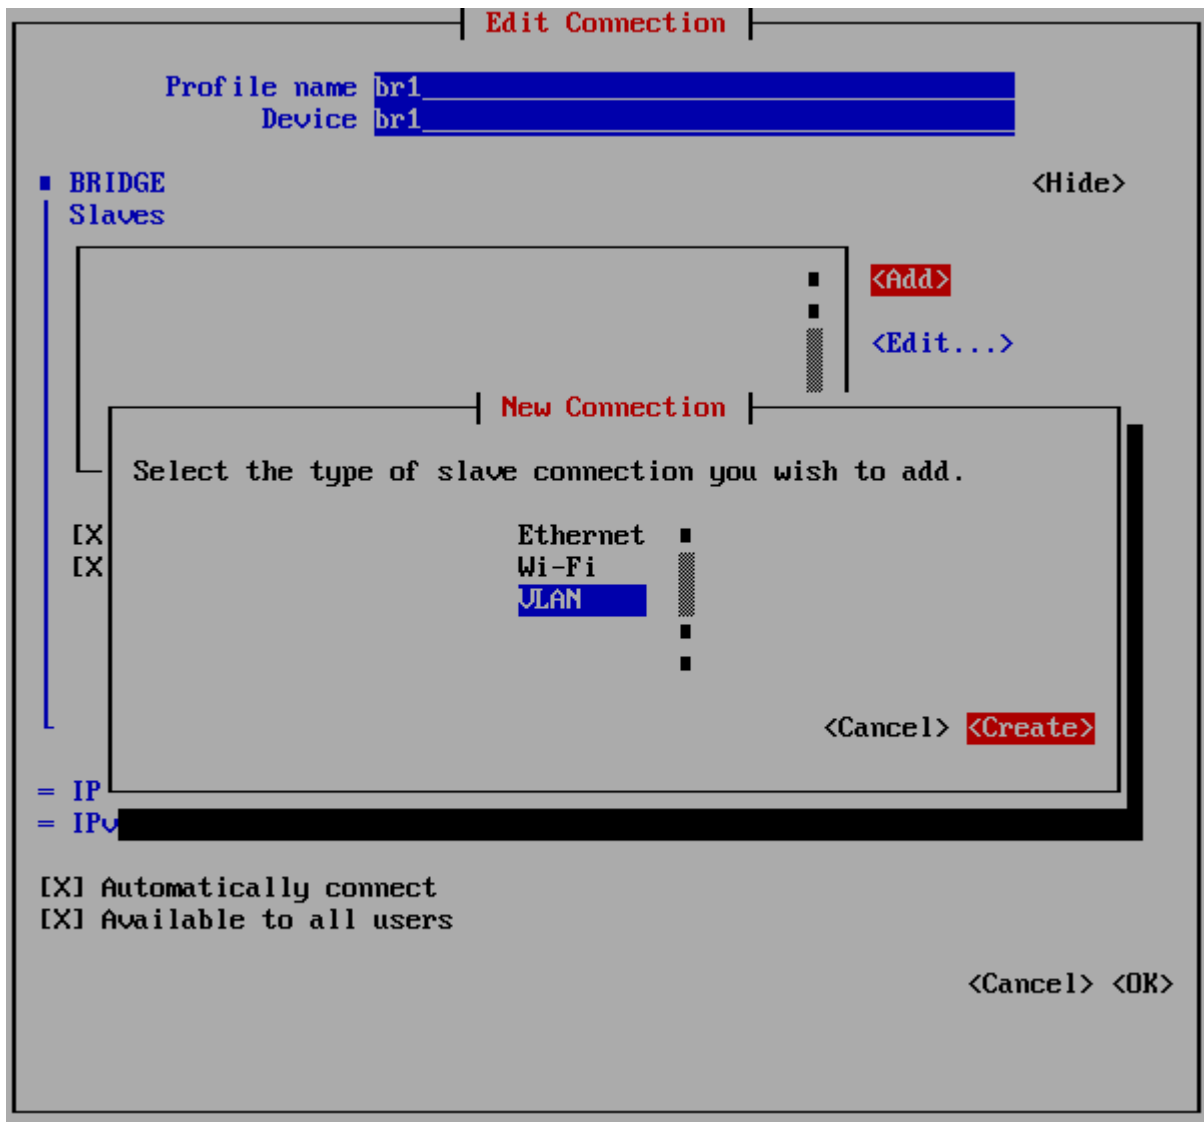 Edit Connection
Profile name br1
Device br1
BRIDGE <Hide>
Slaves
<Add>
<Edit...>
New Connection
Select the type of slave connection you wish to add.
[X Ethernet
[X Wi-Fi
VLAN
<Cancel> <Create>
= IP
= IPv
[X] Automatically connect
[X] Available to all users
<Cancel> <OK>